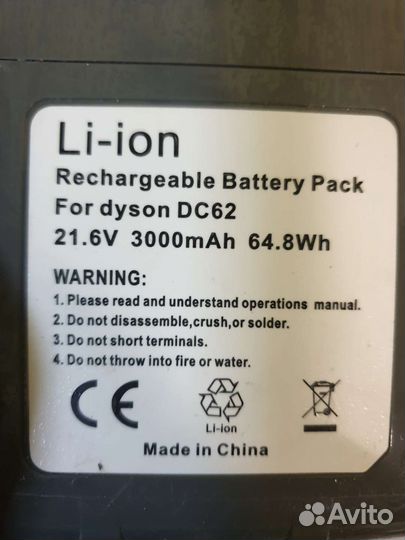 Li-ion
Rechargeable Battery Pack
For dyson DC62
21.6V 3000mAh 64.8Wh
WARNING:
1. Please read and understand operations manual.
2. Do not disassemble,crush,or solder.
3. Do not short terminals.
4. Do not throw into fire or water.
CE
Li-ion
Made in China
Avito